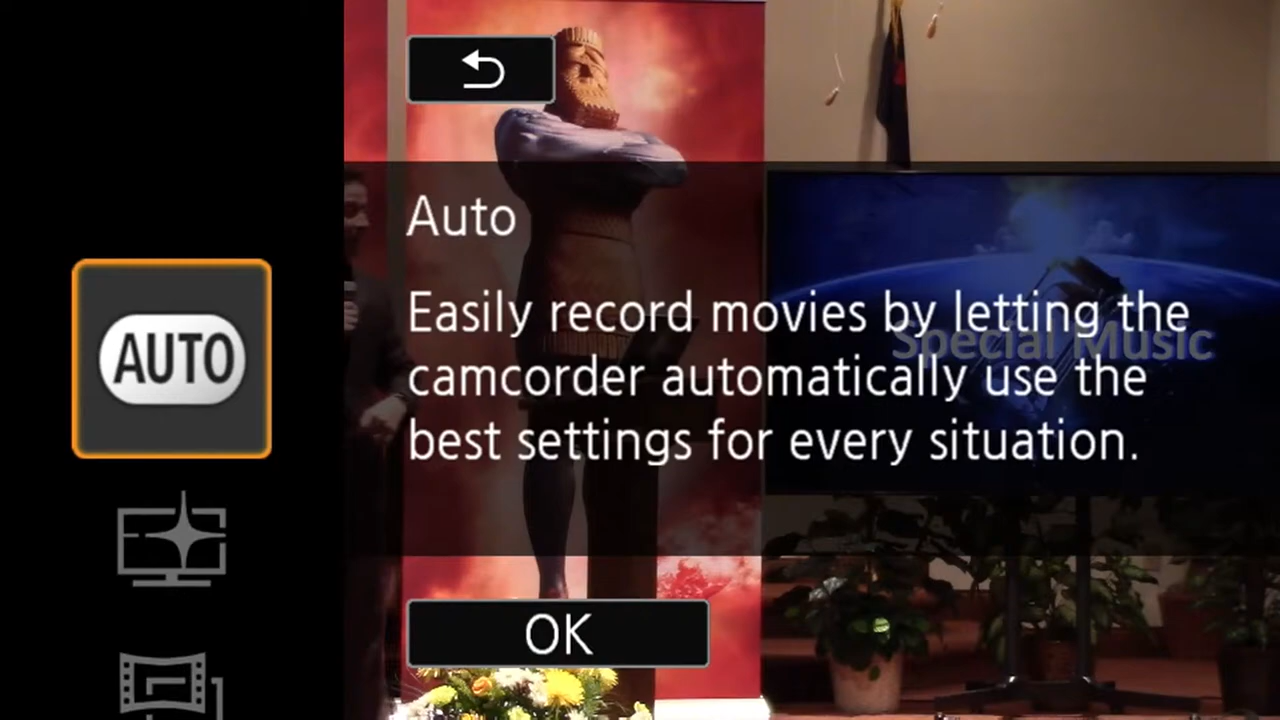 Auto
Easily record movies by letting the
camcorder automatically use the
best settings for every situation.
Special Music
AUTO
OK